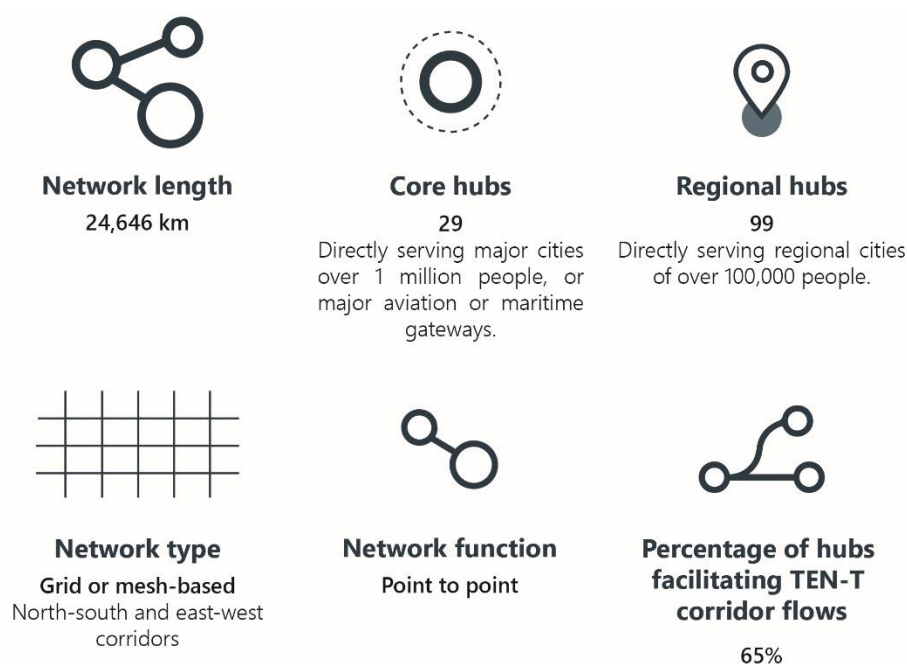 Network length
24,646 km
Core hubs
29
Directly serving major cities
over 1 million people, or
major aviation or maritime
gateways.
Regional hubs
99
Directly serving regional cities
of over 100,000 people.
Network type
Grid or mesh-based
North-south and east-west
corridors
Network function
Point to point
Percentage of hubs
facilitating TEN-T
corridor flows
65%